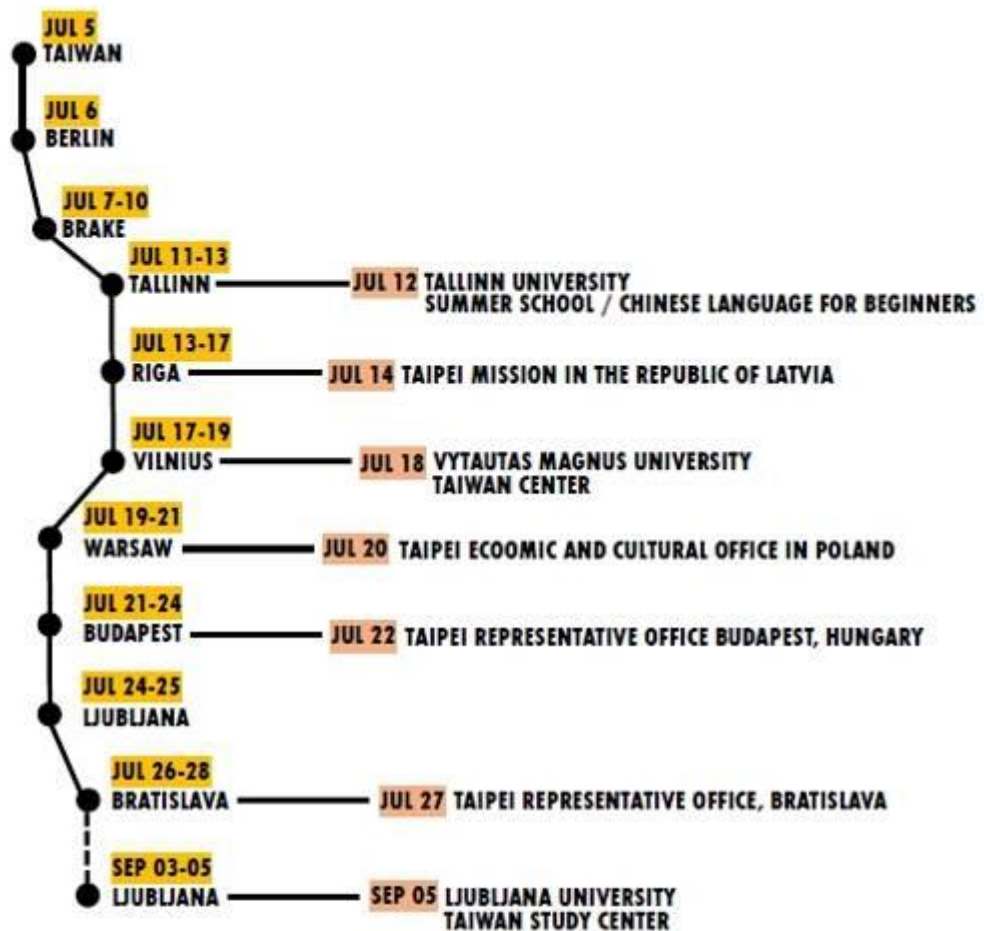 JUL 5
TAIWAN
JUL 6
BERLIN
JUL 7-10
BRAKE
JUL 11-13
TALLINN
JUL 12 TALLINN UNIVERSITY
SUMMER SCHOOL / CHINESE LANGUAGE FOR BEGINNERS
JUL 13-17
RIGA
JUL 14 TAIPEI MISSION IN THE REPUBLIC OF LATVIA
JUL 17-19
VILNIUS
JUL 18 VYTAUTAS MAGNUS UNIVERSITY
TAIWAN CENTER
JUL 19-21
WARSAW
JUL 20 TAIPEI ECOOMIC AND CULTURAL OFFICE IN POLAND
JUL 21-24
BUDAPEST
JUL 22 TAIPEI REPRESENTATIVE OFFICE BUDAPEST, HUNGARY
JUL 24-25
LJUBLJANA
JUL 26-28
BRATISLAVA
JUL 27 TAIPEI REPRESENTATIVE OFFICE, BRATISLAVA
SEP 03-05
LJUBLJANA
SEP 05 LJUBLJANA UNIVERSITY
TAIWAN STUDY CENTER